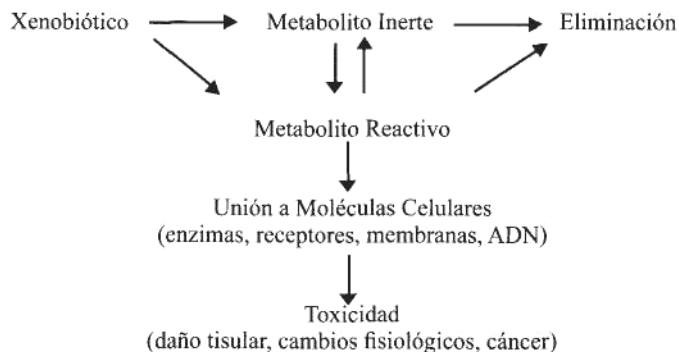 Xenobiótico
Metabolito Inerte
Eliminación
Metabolito Reactivo
Unión a Moléculas Celulares
(enzimas, receptores, membranas, ADN)
Toxicidad
(daño tisular, cambios fisiológicos, cáncer)